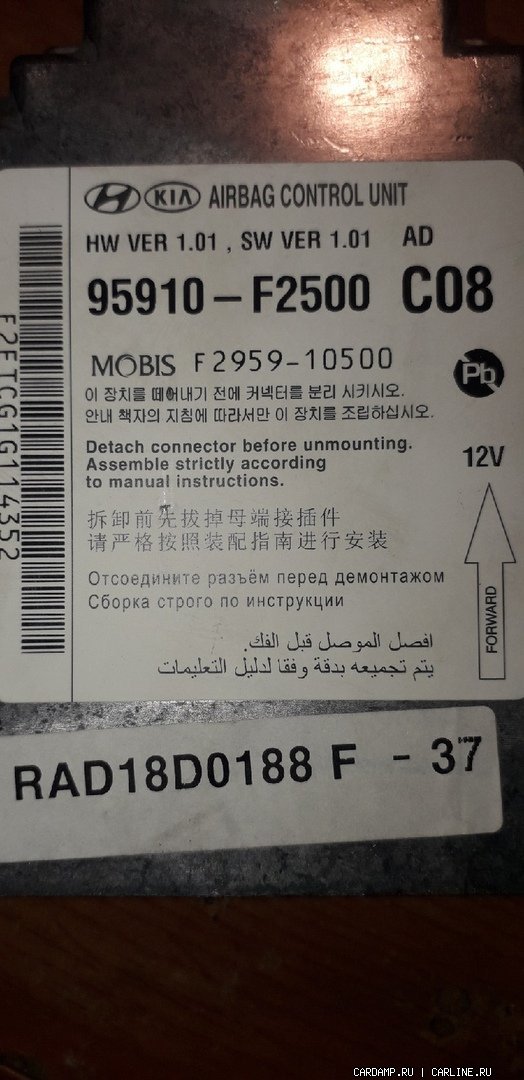 HYUNDAI KIA AIRBAG CONTROL UNIT
HW VER 1.01 , SW VER 1.01 AD
95910-F2500 C08
MOBIS F2959-10500
Pb
이 장치를 떼어내기 전에 커넥터를 분리 시키시오.
안내 책자의 지침에 따라서만 이 장치를 조립하십시오.
Detach connector before unmounting.
Assemble strictly according
to manual instructions.
12V
拆卸前先拔掉母端接插件
请严格按照装配指南进行安装
Отсоедините разъём перед демонтажом
Сборка строго по инструкции
افصل الموصل قبل الفك.
يتم تجميعه بدقة وفقا لدليل التعليمات
FORWARD
F2ETCG1G114352
RAD18D0188 F - 37
CARDAMP.RU | CARLINE.RU